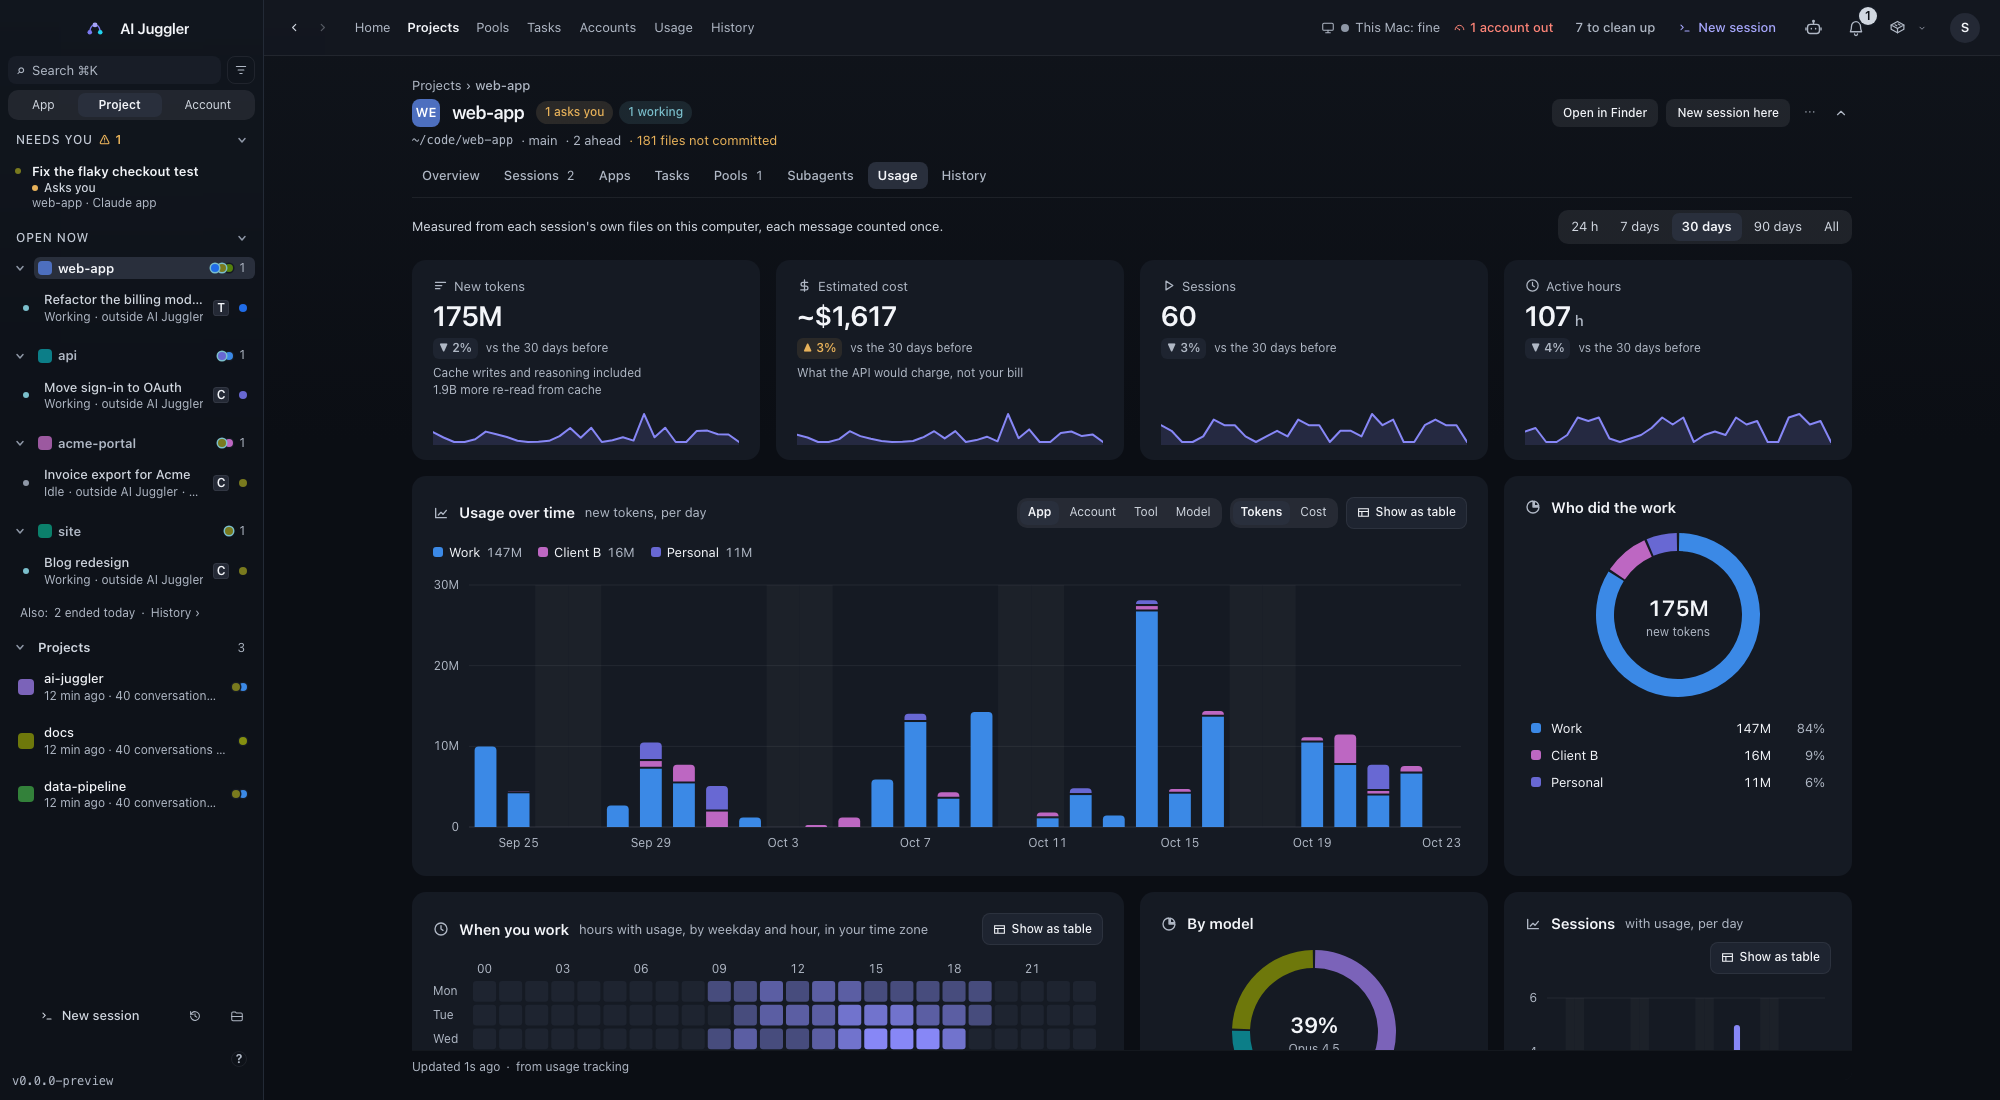 AI Juggler
Search ⌘K
App Project Account
NEEDS YOU 1
Fix the flaky checkout test
Asks you
web-app · Claude app
OPEN NOW
web-app 1
Refactor the billing mod... T
Working · outside AI Juggler
api 1
Move sign-in to OAuth C
Working · outside AI Juggler
acme-portal 1
Invoice export for Acme C
Idle · outside AI Juggler · ...
site 1
Blog redesign C
Working · outside AI Juggler
Also: 2 ended today · History ›
Projects 3
ai-juggler
12 min ago · 40 conversation...
docs
12 min ago · 40 conversations ...
data-pipeline
12 min ago · 40 conversation...
New session
?
v0.0.0-preview
Home Projects Pools Tasks Accounts Usage History
This Mac: fine 1 account out 7 to clean up New session 1 S
Projects › web-app
WE web-app 1 asks you 1 working
Open in Finder New session here ...
~/code/web-app · main · 2 ahead · 181 files not committed
Overview Sessions 2 Apps Tasks Pools 1 Subagents Usage History
Measured from each session's own files on this computer, each message counted once.
24 h 7 days 30 days 90 days All
New tokens
175M
▼ 2% vs the 30 days before
Cache writes and reasoning included
1.9B more re-read from cache
Estimated cost
~$1,617
▲ 3% vs the 30 days before
What the API would charge, not your bill
Sessions
60
▼ 3% vs the 30 days before
Active hours
107 h
▼ 4% vs the 30 days before
Usage over time new tokens, per day
App Account Tool Model Tokens Cost Show as table
Work 147M Client B 16M Personal 11M
30M
20M
10M
0
Sep 25 Sep 29 Oct 3 Oct 7 Oct 11 Oct 15 Oct 19 Oct 23
Who did the work
175M
new tokens
Work 147M 84%
Client B 16M 9%
Personal 11M 6%
When you work hours with usage, by weekday and hour, in your time zone
Show as table
00 03 06 09 12 15 18 21
Mon
Tue
Wed
By model
39%
Opus 4.5
Sessions with usage, per day
Show as table
6
4
Updated 1s ago · from usage tracking